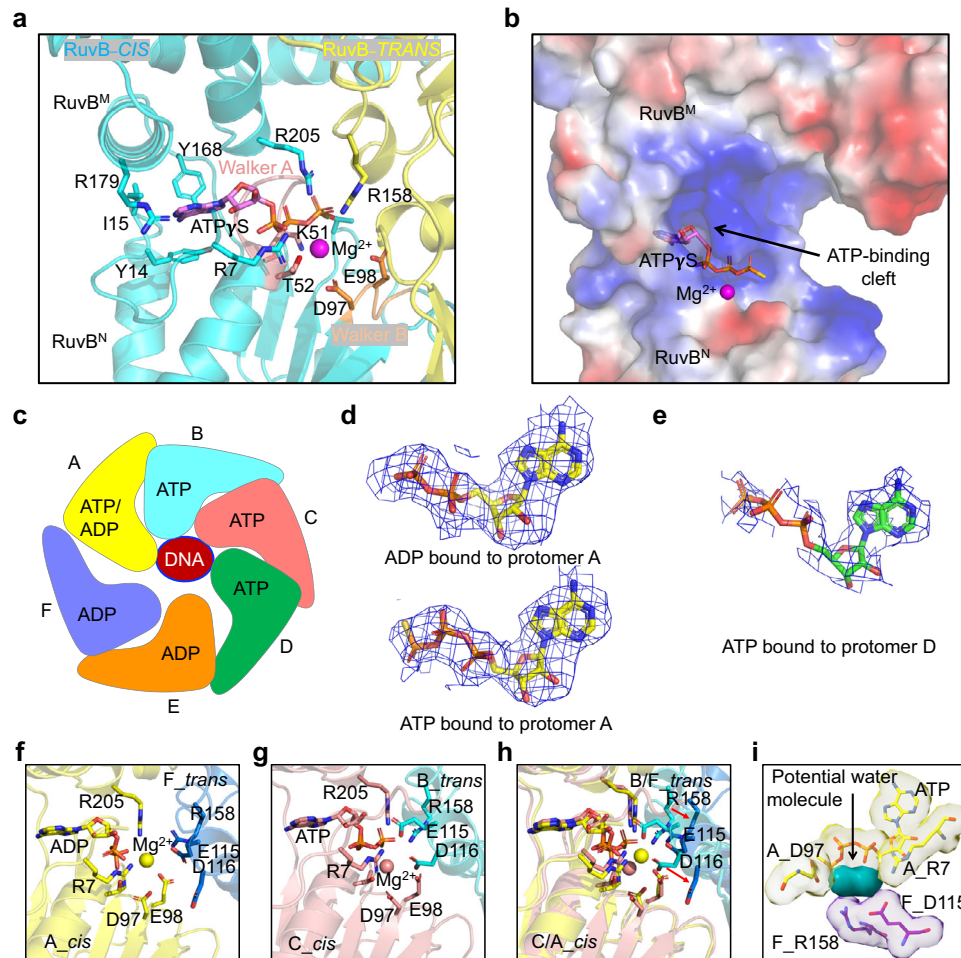 a
RuvB-CIS
RuvB-TRANS
RuvBᴹ
R205
Y168
Walker A
R179
R158
I15
ATPγS
K51
Mg²⁺
Y14
R7
E98
T52
D97
RuvBᴺ
Walker B
b
RuvBᴹ
ATPγS
ATP-binding
cleft
Mg²⁺
RuvBᴺ
c
B
A
ATP
ATP/
ADP
ATP
C
DNA
ATP
F
ADP
ADP
D
E
d
ADP bound to protomer A
ATP bound to protomer A
e
ATP bound to protomer D
f
F_trans
R205
R158
Mg²⁺
ADP
E115
D116
R7
E98
D97
A_cis
g
B_trans
R205
R158
ATP
E115
D116
R7
Mg²⁺
E98
D97
C_cis
h
B/F_trans
R158
E115
D116
C/A_cis
i
Potential water
molecule
ATP
A_D97
A_R7
F_D115
F_R158